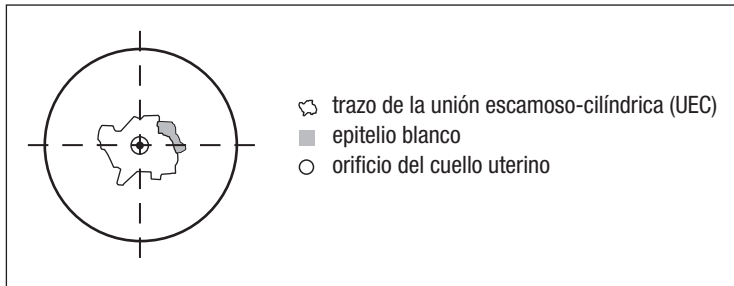 trazo de la unión escamoso-cilíndrica (UEC)
epitelio blanco
orificio del cuello uterino